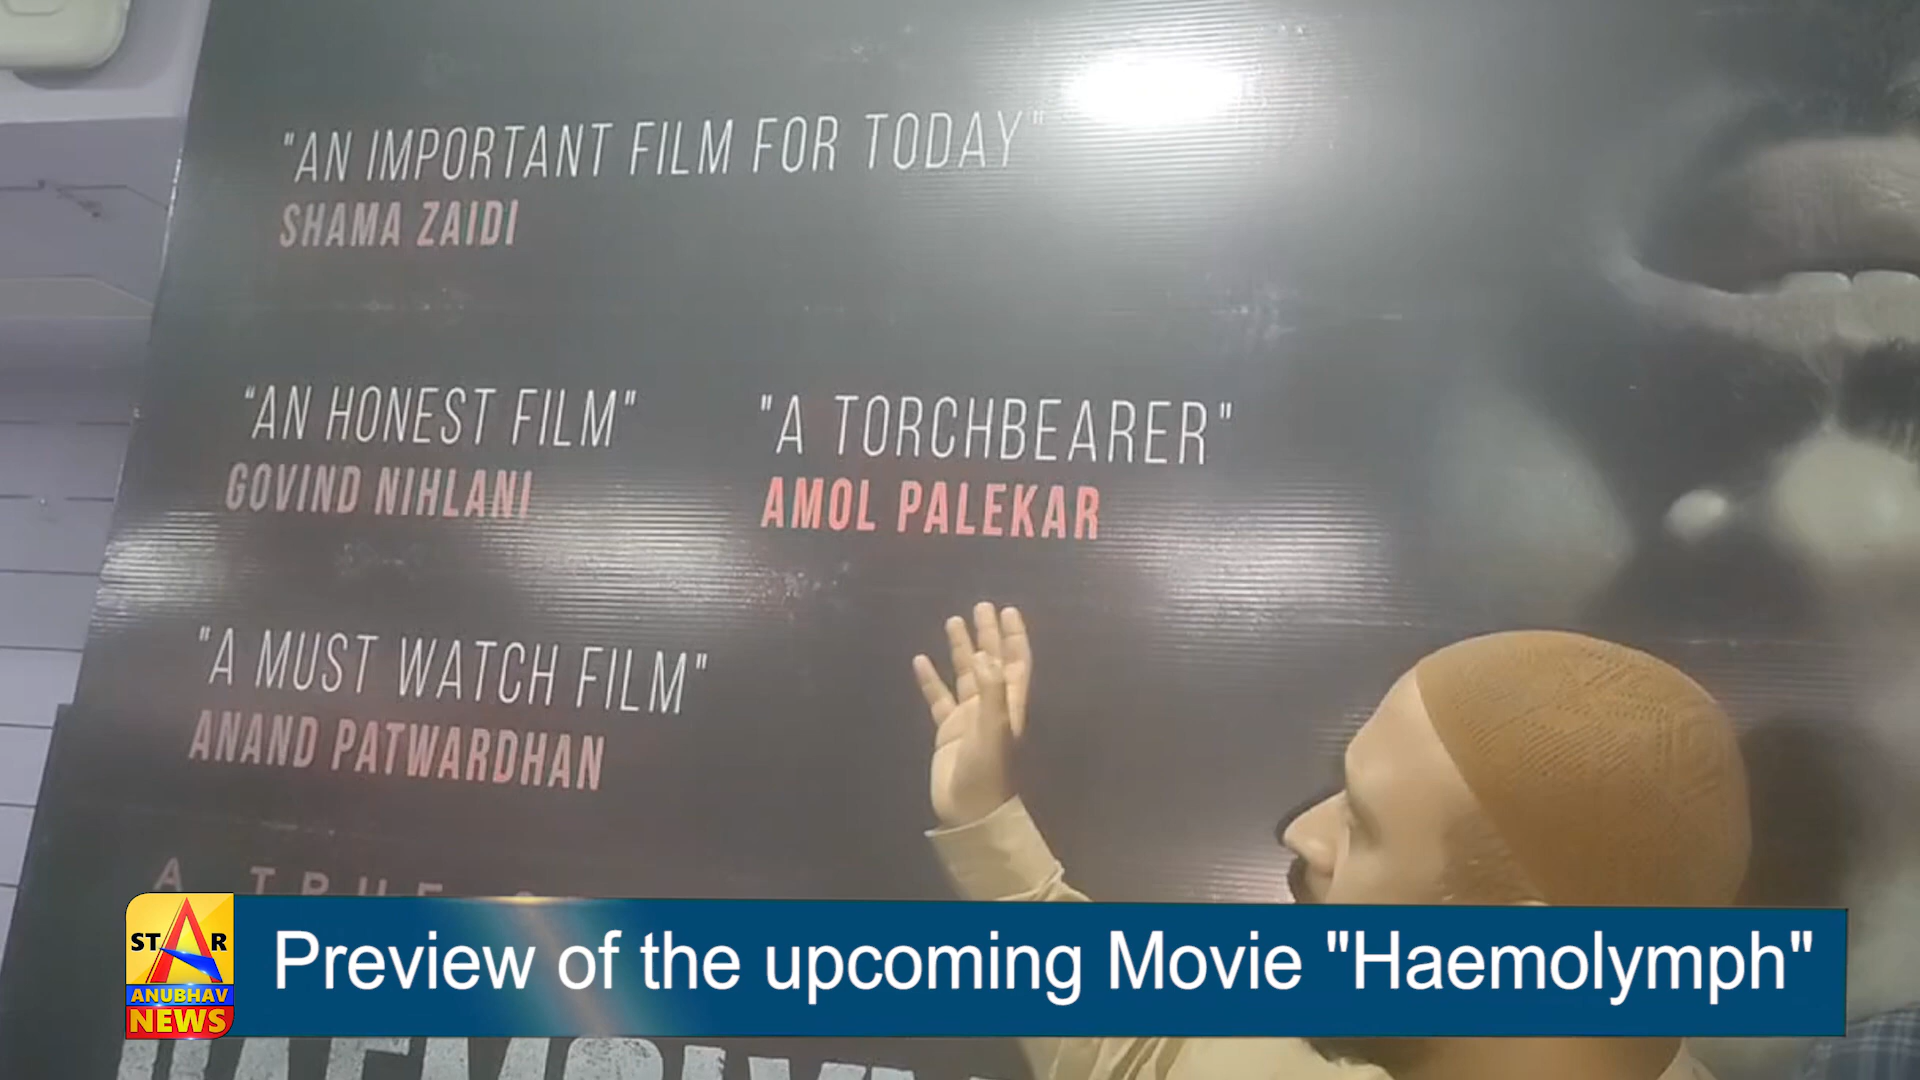 "AN IMPORTANT FILM FOR TODAY"
SHAMA ZAIDI
"AN HONEST FILM"
GOVIND NIHLANI
"A TORCHBEARER"
AMOL PALEKAR
"A MUST WATCH FILM"
ANAND PATWARDHAN
A TRUE
STAR
ANUBHAV
NEWS
Preview of the upcoming Movie "Haemolymph"